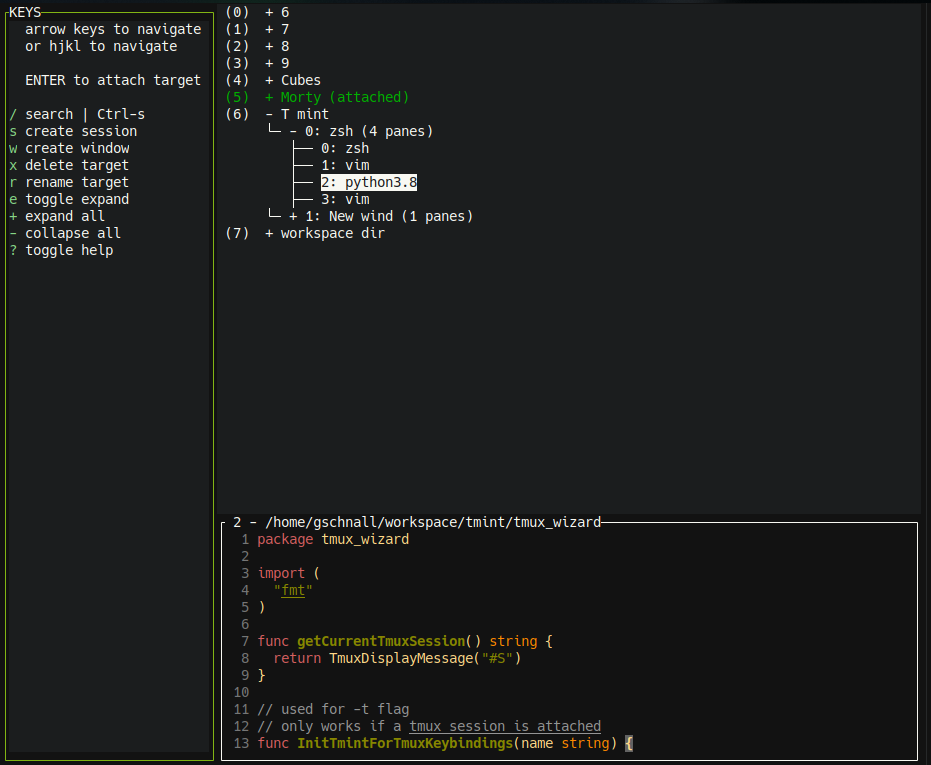 KEYS
arrow keys to navigate
or hjkl to navigate
ENTER to attach target
/ search | Ctrl-s
s create session
w create window
x delete target
r rename target
e toggle expand
+ expand all
- collapse all
? toggle help
(0) + 6
(1) + 7
(2) + 8
(3) + 9
(4) + Cubes
(5) + Morty (attached)
(6) - T mint
- 0: zsh (4 panes)
0: zsh
1: vim
2: python3.8
3: vim
+ 1: New wind (1 panes)
(7) + workspace dir
2 - /home/gschnall/workspace/tmint/tmux_wizard
1 package tmux_wizard
2
3 import (
4   "fmt"
5 )
6
7 func getCurrentTmuxSession() string {
8   return TmuxDisplayMessage("#S")
9 }
10
11 // used for -t flag
12 // only works if a tmux session is attached
13 func InitTmintForTmuxKeybindings(name string) {